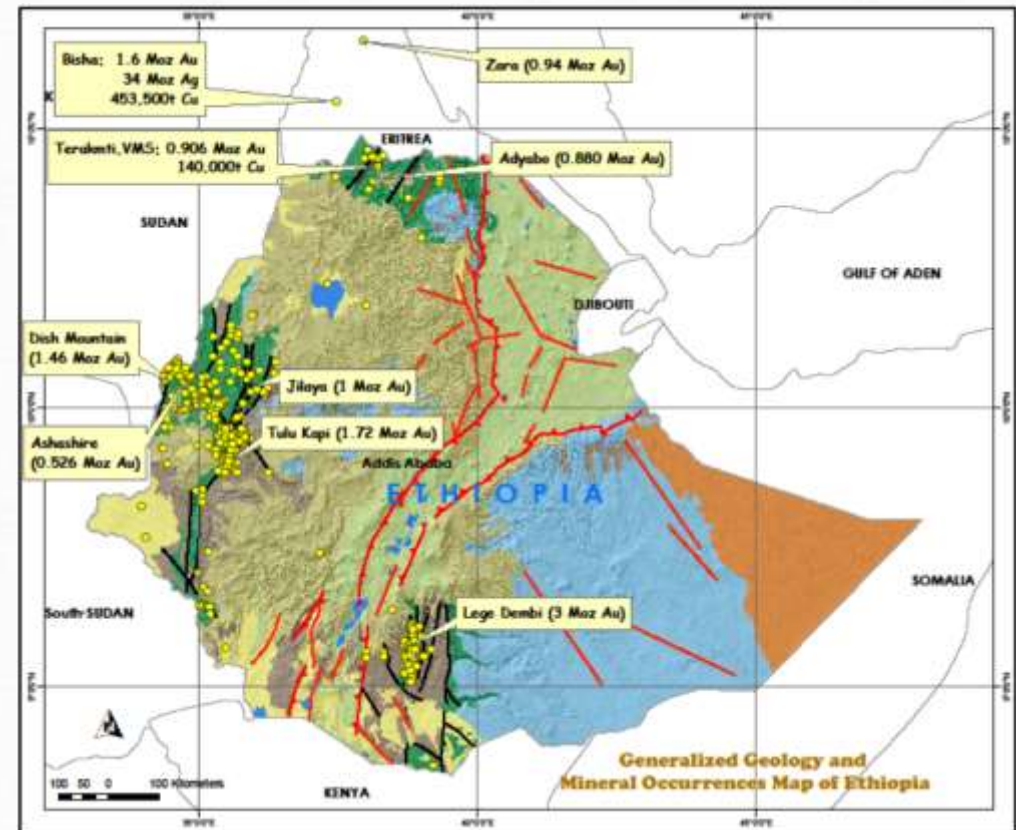 Bisha; 1.6 Moz Au
34 Moz Ag
453,500t Cu
Zara (0.94 Moz Au)
ERITREA
Terakmti,VMS; 0.906 Moz Au
140,000t Cu
Adyabo (0.880 Moz Au)
SUDAN
GULF OF ADEN
DJIBOUTI
Dish Mountain
(1.46 Moz Au)
Jilaya (1 Moz Au)
Ashashire
(0.526 Moz Au)
Tulu Kapi (1.72 Moz Au)
Addis Ababa
ETHIOPIA
SOMALIA
South-SUDAN
Lege Dembi (3 Moz Au)
Generalized Geology and
Mineral Occurrences Map of Ethiopia
100 50 0 100 Kilometers
KENYA